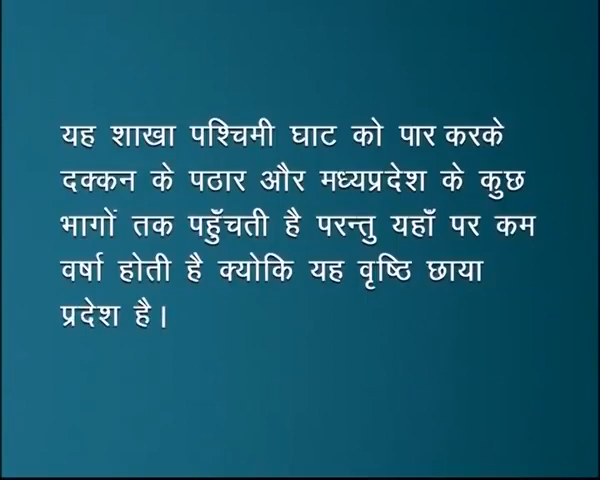 यह शाखा पश्चिमी घाट को पार करके
दक्कन के पठार और मध्यप्रदेश के कुछ
भागों तक पहुँचती है परन्तु यहाँ पर कम
वर्षा होती है क्योकि यह वृष्ठि छाया
प्रदेश है।